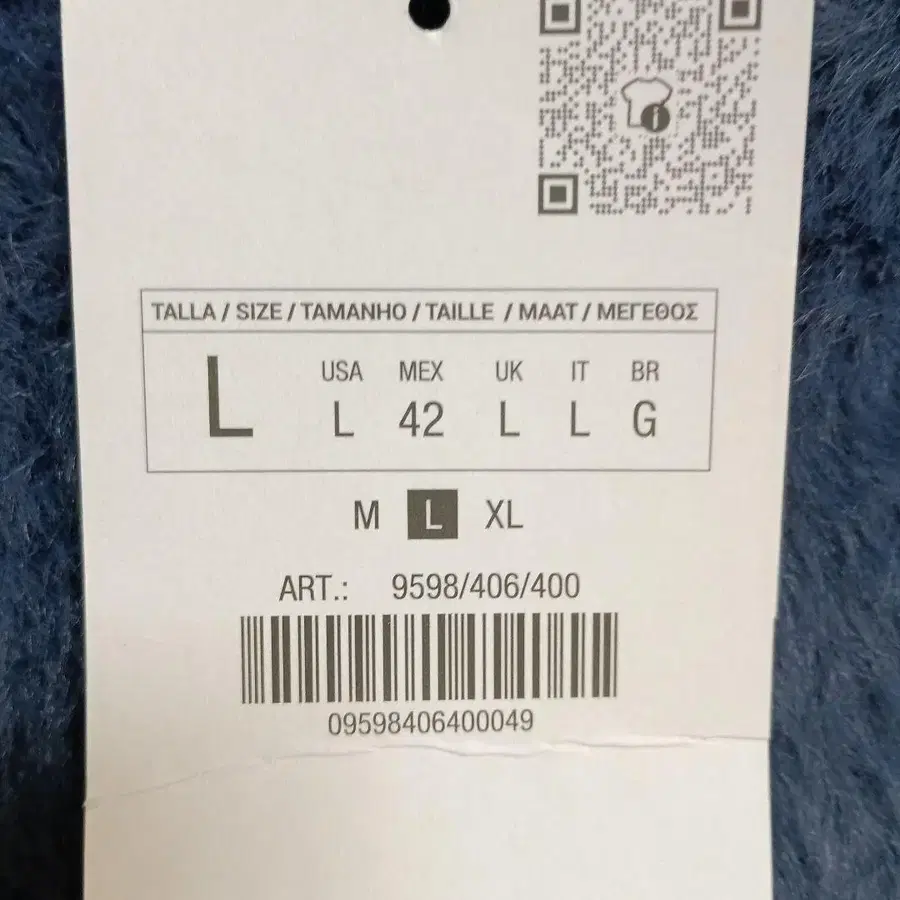 TALLA / SIZE / TAMANHO / TAILLE / MAAT / ΜΕΓΕΘΟΣ
USA MEX UK IT BR
L L 42 L L G
M L XL
ART.: 9598/406/400
09598406400049